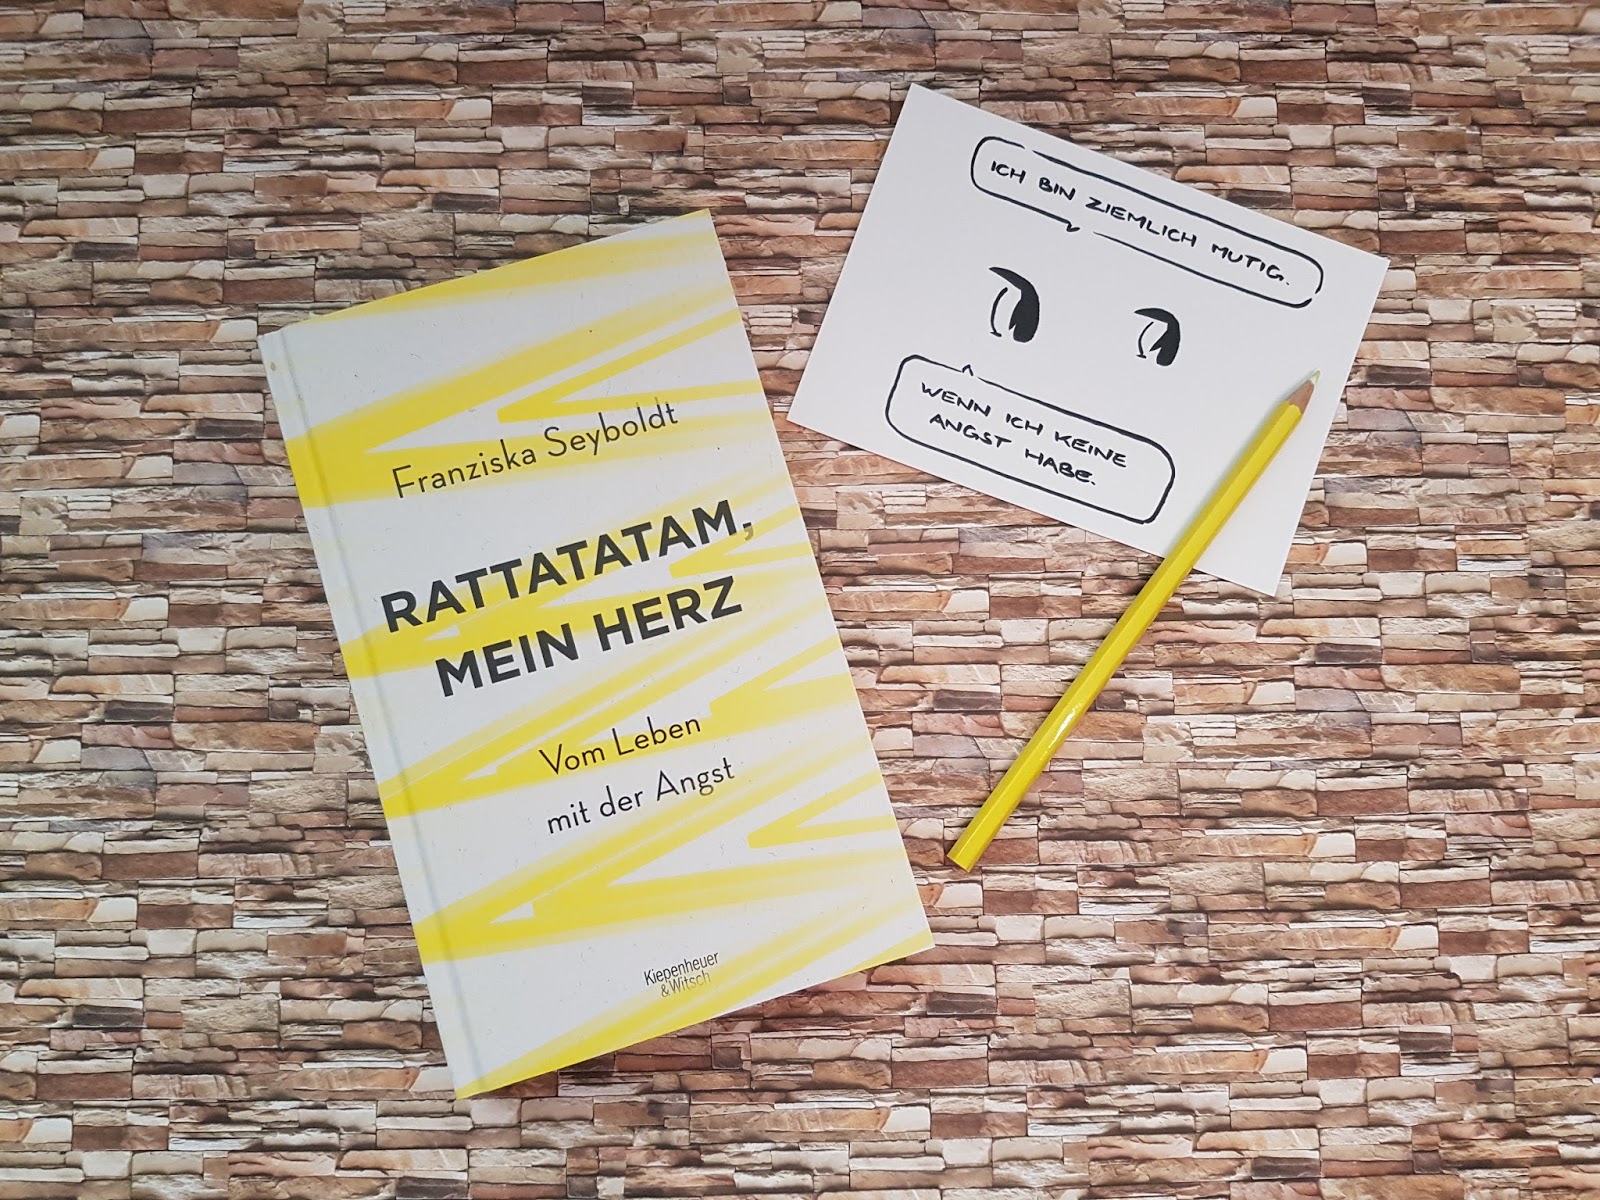 Franziska Seyboldt
RATTATATAM,
MEIN HERZ
Vom Leben
mit der Angst
Kiepenheuer
&Witsch
ICH BIN ZIEMLICH MUTIG.
WENN ICH KEINE
ANGST HABE.